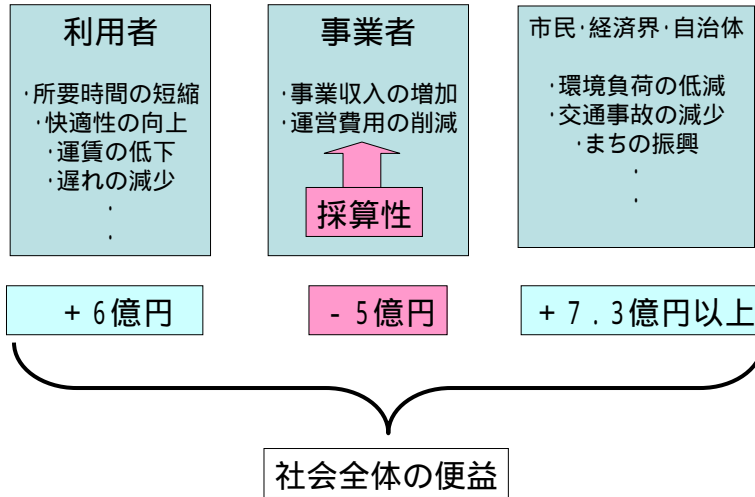 利用者
・所要時間の短縮
・快適性の向上
・運賃の低下
・遅れの減少
・
・
事業者
・事業収入の増加
・運営費用の削減
採算性
市民・経済界・自治体
・環境負荷の低減
・交通事故の減少
・まちの振興
・
・
+6億円
-5億円
+7.3億円以上
社会全体の便益